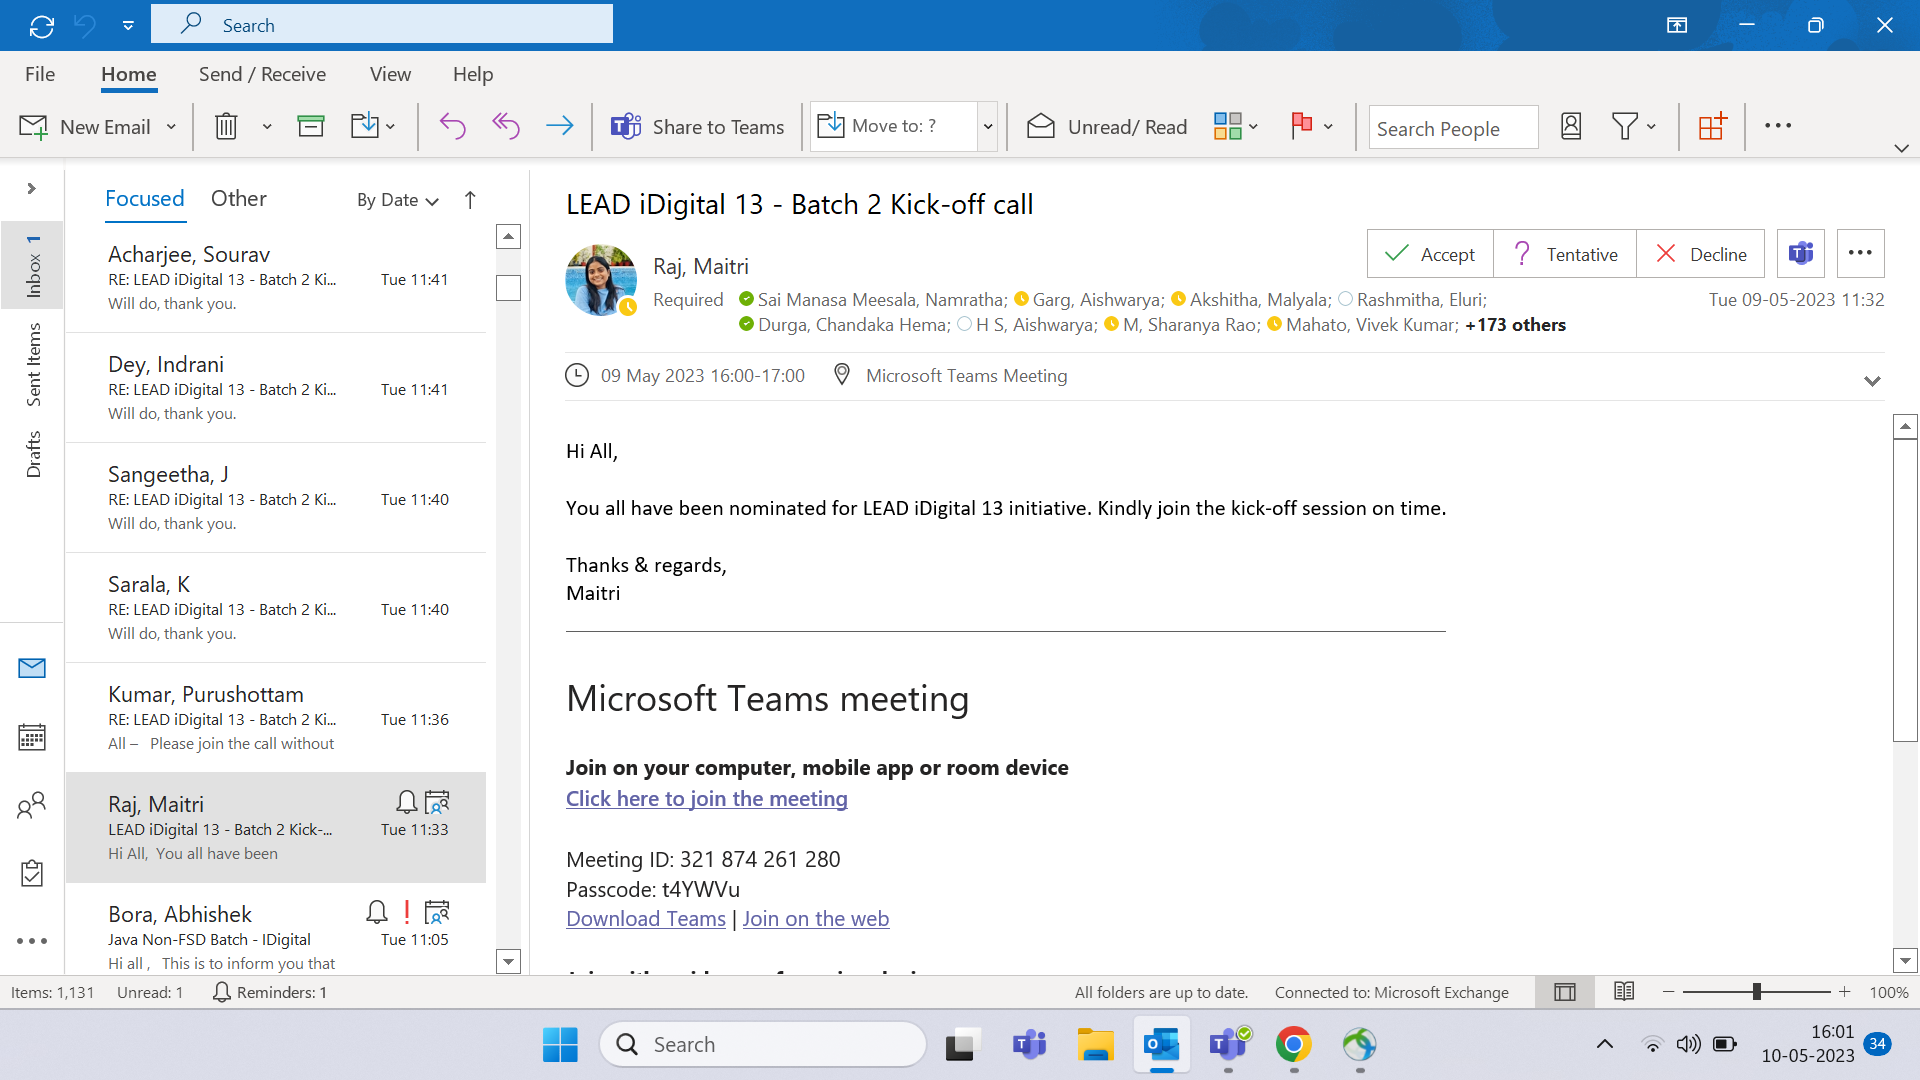 Search
File Home Send / Receive View Help
New Email Share to Teams Move to: ? Unread/ Read Search People
Focused Other By Date
Inbox 1
Sent Items
Drafts
Acharjee, Sourav
RE: LEAD iDigital 13 - Batch 2 Ki... Tue 11:41
Will do, thank you.
Dey, Indrani
RE: LEAD iDigital 13 - Batch 2 Ki... Tue 11:41
Will do, thank you.
Sangeetha, J
RE: LEAD iDigital 13 - Batch 2 Ki... Tue 11:40
Will do, thank you.
Sarala, K
RE: LEAD iDigital 13 - Batch 2 Ki... Tue 11:40
Will do, thank you.
Kumar, Purushottam
RE: LEAD iDigital 13 - Batch 2 Ki... Tue 11:36
All – Please join the call without
Raj, Maitri
LEAD iDigital 13 - Batch 2 Kick-... Tue 11:33
Hi All, You all have been
Bora, Abhishek
Java Non-FSD Batch - IDigital Tue 11:05
Hi all , This is to inform you that
LEAD iDigital 13 - Batch 2 Kick-off call
Raj, Maitri
Accept ? Tentative Decline
Required Sai Manasa Meesala, Namratha; Garg, Aishwarya; Akshitha, Malyala; Rashmitha, Eluri; Tue 09-05-2023 11:32
Durga, Chandaka Hema; H S, Aishwarya; M, Sharanya Rao; Mahato, Vivek Kumar; +173 others
09 May 2023 16:00-17:00 Microsoft Teams Meeting
Hi All,
You all have been nominated for LEAD iDigital 13 initiative. Kindly join the kick-off session on time.
Thanks & regards,
Maitri
Microsoft Teams meeting
Join on your computer, mobile app or room device
Click here to join the meeting
Meeting ID: 321 874 261 280
Passcode: t4YWVu
Download Teams | Join on the web
Items: 1,131 Unread: 1 Reminders: 1 All folders are up to date. Connected to: Microsoft Exchange 100%
Search
16:01
10-05-2023 34